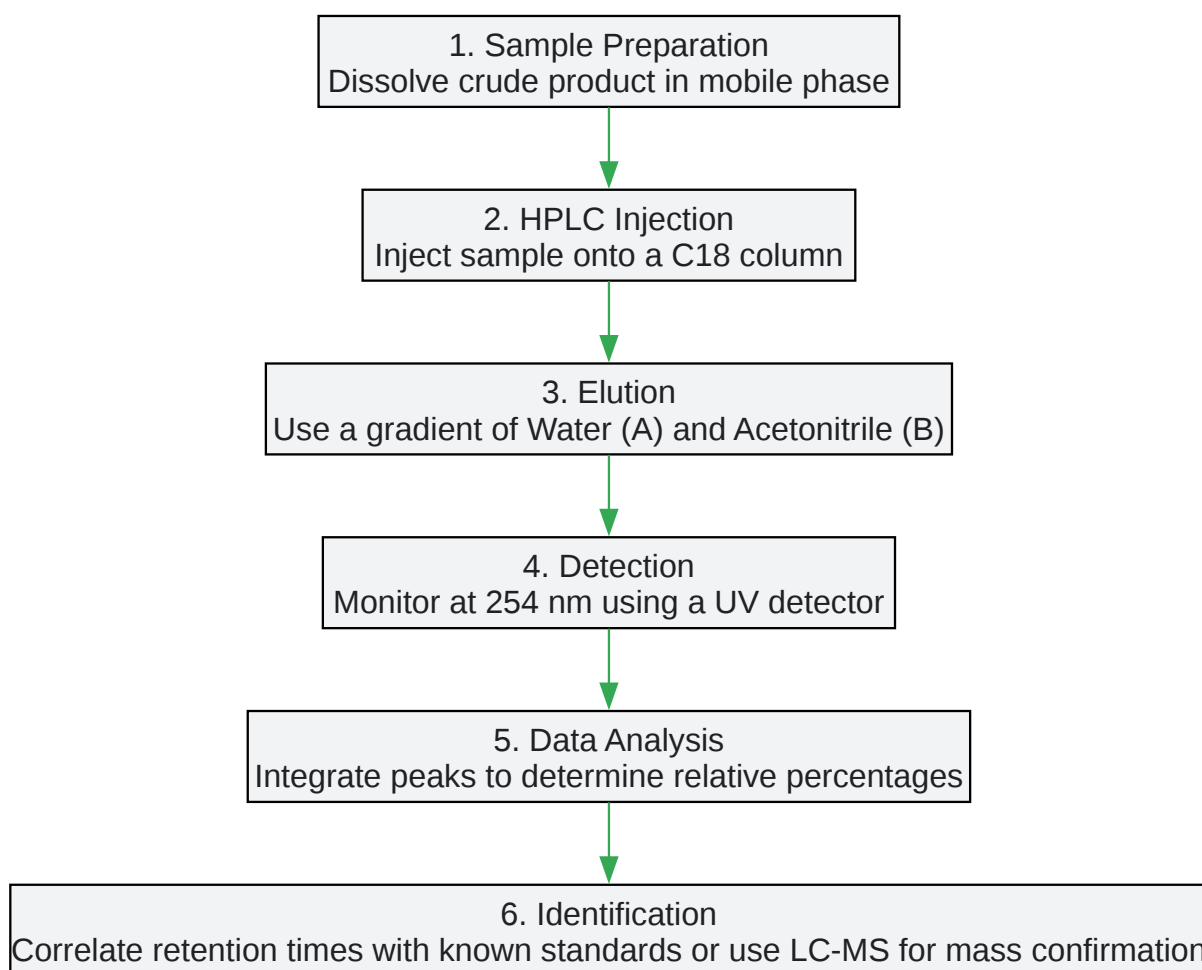 1. Sample Preparation
Dissolve crude product in mobile phase
2. HPLC Injection
Inject sample onto a C18 column
3. Elution
Use a gradient of Water (A) and Acetonitrile (B)
4. Detection
Monitor at 254 nm using a UV detector
5. Data Analysis
Integrate peaks to determine relative percentages
6. Identification
Correlate retention times with known standards or use LC-MS for mass confirmation